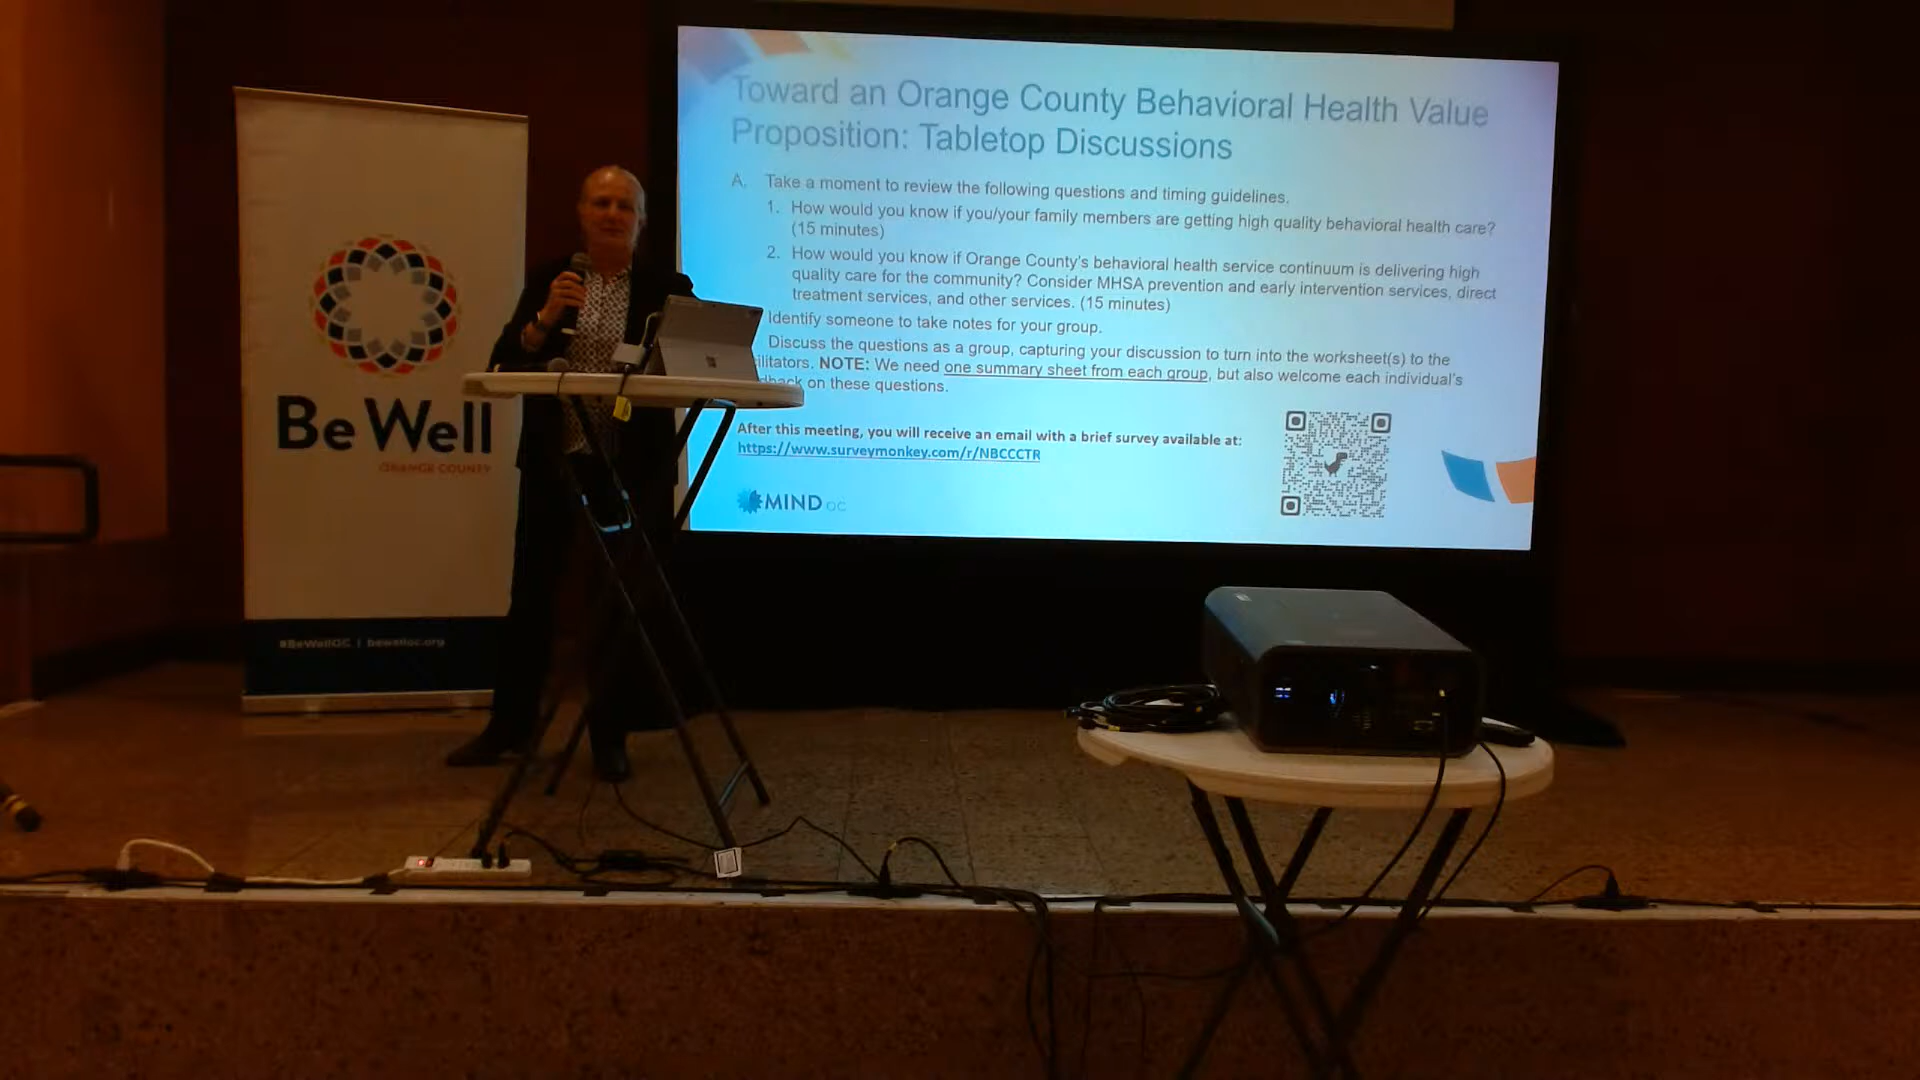 Toward an Orange County Behavioral Health Value
Proposition: Tabletop Discussions
A. Take a moment to review the following questions and timing guidelines.
1. How would you know if you/your family members are getting high quality behavioral health care?
(15 minutes)
2. How would you know if Orange County's behavioral health service continuum is delivering high
quality care for the community? Consider MHSA prevention and early intervention services, direct
treatment services, and other services. (15 minutes)
Identify someone to take notes for your group.
Discuss the questions as a group, capturing your discussion to turn into the worksheet(s) to the
ilitators. NOTE: We need one summary sheet from each group, but also welcome each individual's
dback on these questions.
After this meeting, you will receive an email with a brief survey available at:
https://www.surveymonkey.com/r/NBCCCTR
MIND OC
Be Well
ORANGE COUNTY
#BeWellOC | bewelloc.org